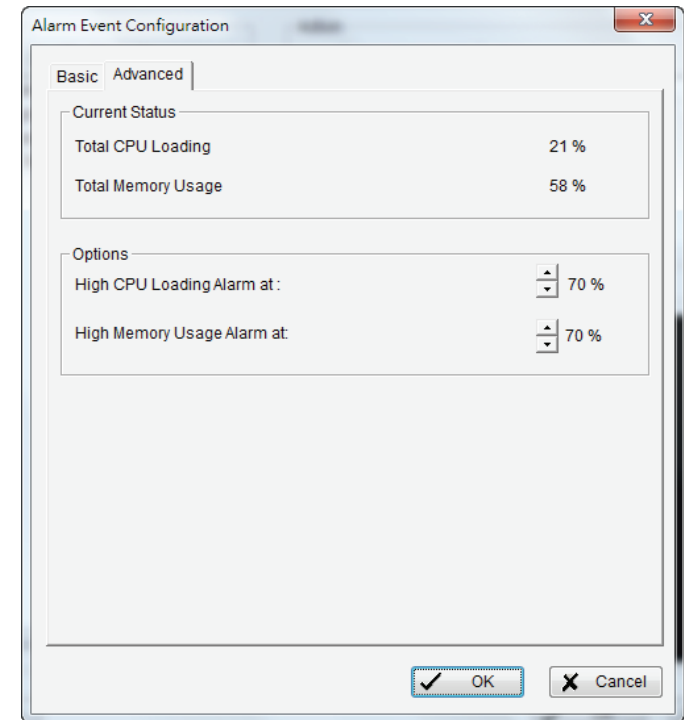 Alarm Event Configuration
Basic Advanced
Current Status
Total CPU Loading 21 %
Total Memory Usage 58 %
Options
High CPU Loading Alarm at : 70 %
High Memory Usage Alarm at: 70 %
OK Cancel